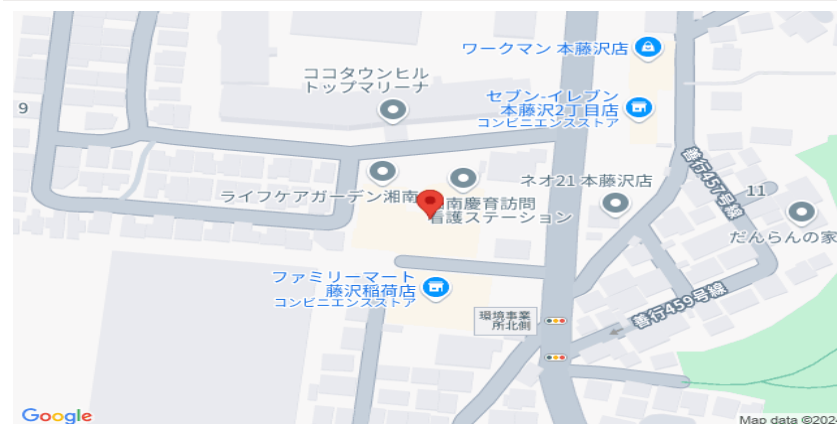 ワークマン 本藤沢店
ココタウンヒル
トップマリーナ
セブン-イレブン
本藤沢2丁目店
コンビニエンスストア
9
善行457号線
ネオ21 本藤沢店
11
ライフケアガーデン湘南
南慶育訪問
看護ステーション
だんらんの家
ファミリーマート
藤沢稲荷店
コンビニエンスストア
善行459号線
環境事業
所北側
Google
Map data ©2024